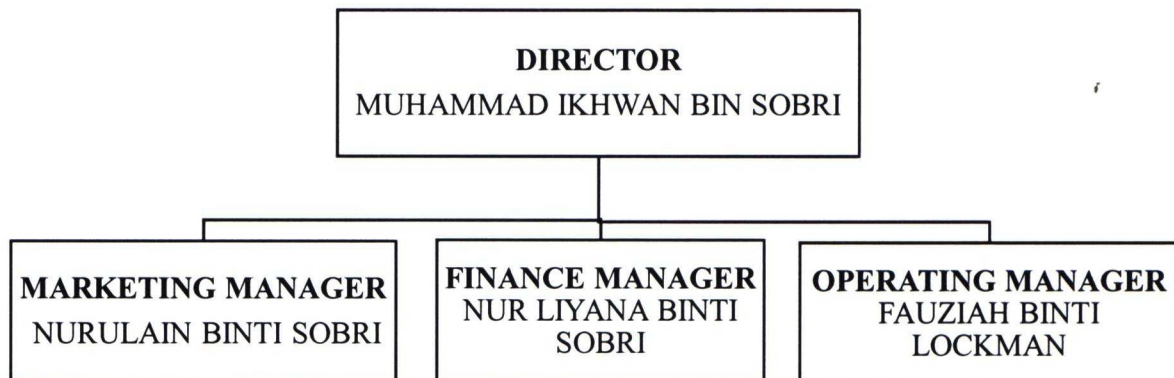 DIRECTOR
MUHAMMAD IKHWAN BIN SOBRI
MARKETING MANAGER
NURULAIN BINTI SOBRI
FINANCE MANAGER
NUR LIYANA BINTI
SOBRI
OPERATING MANAGER
FAUZIAH BINTI
LOCKMAN